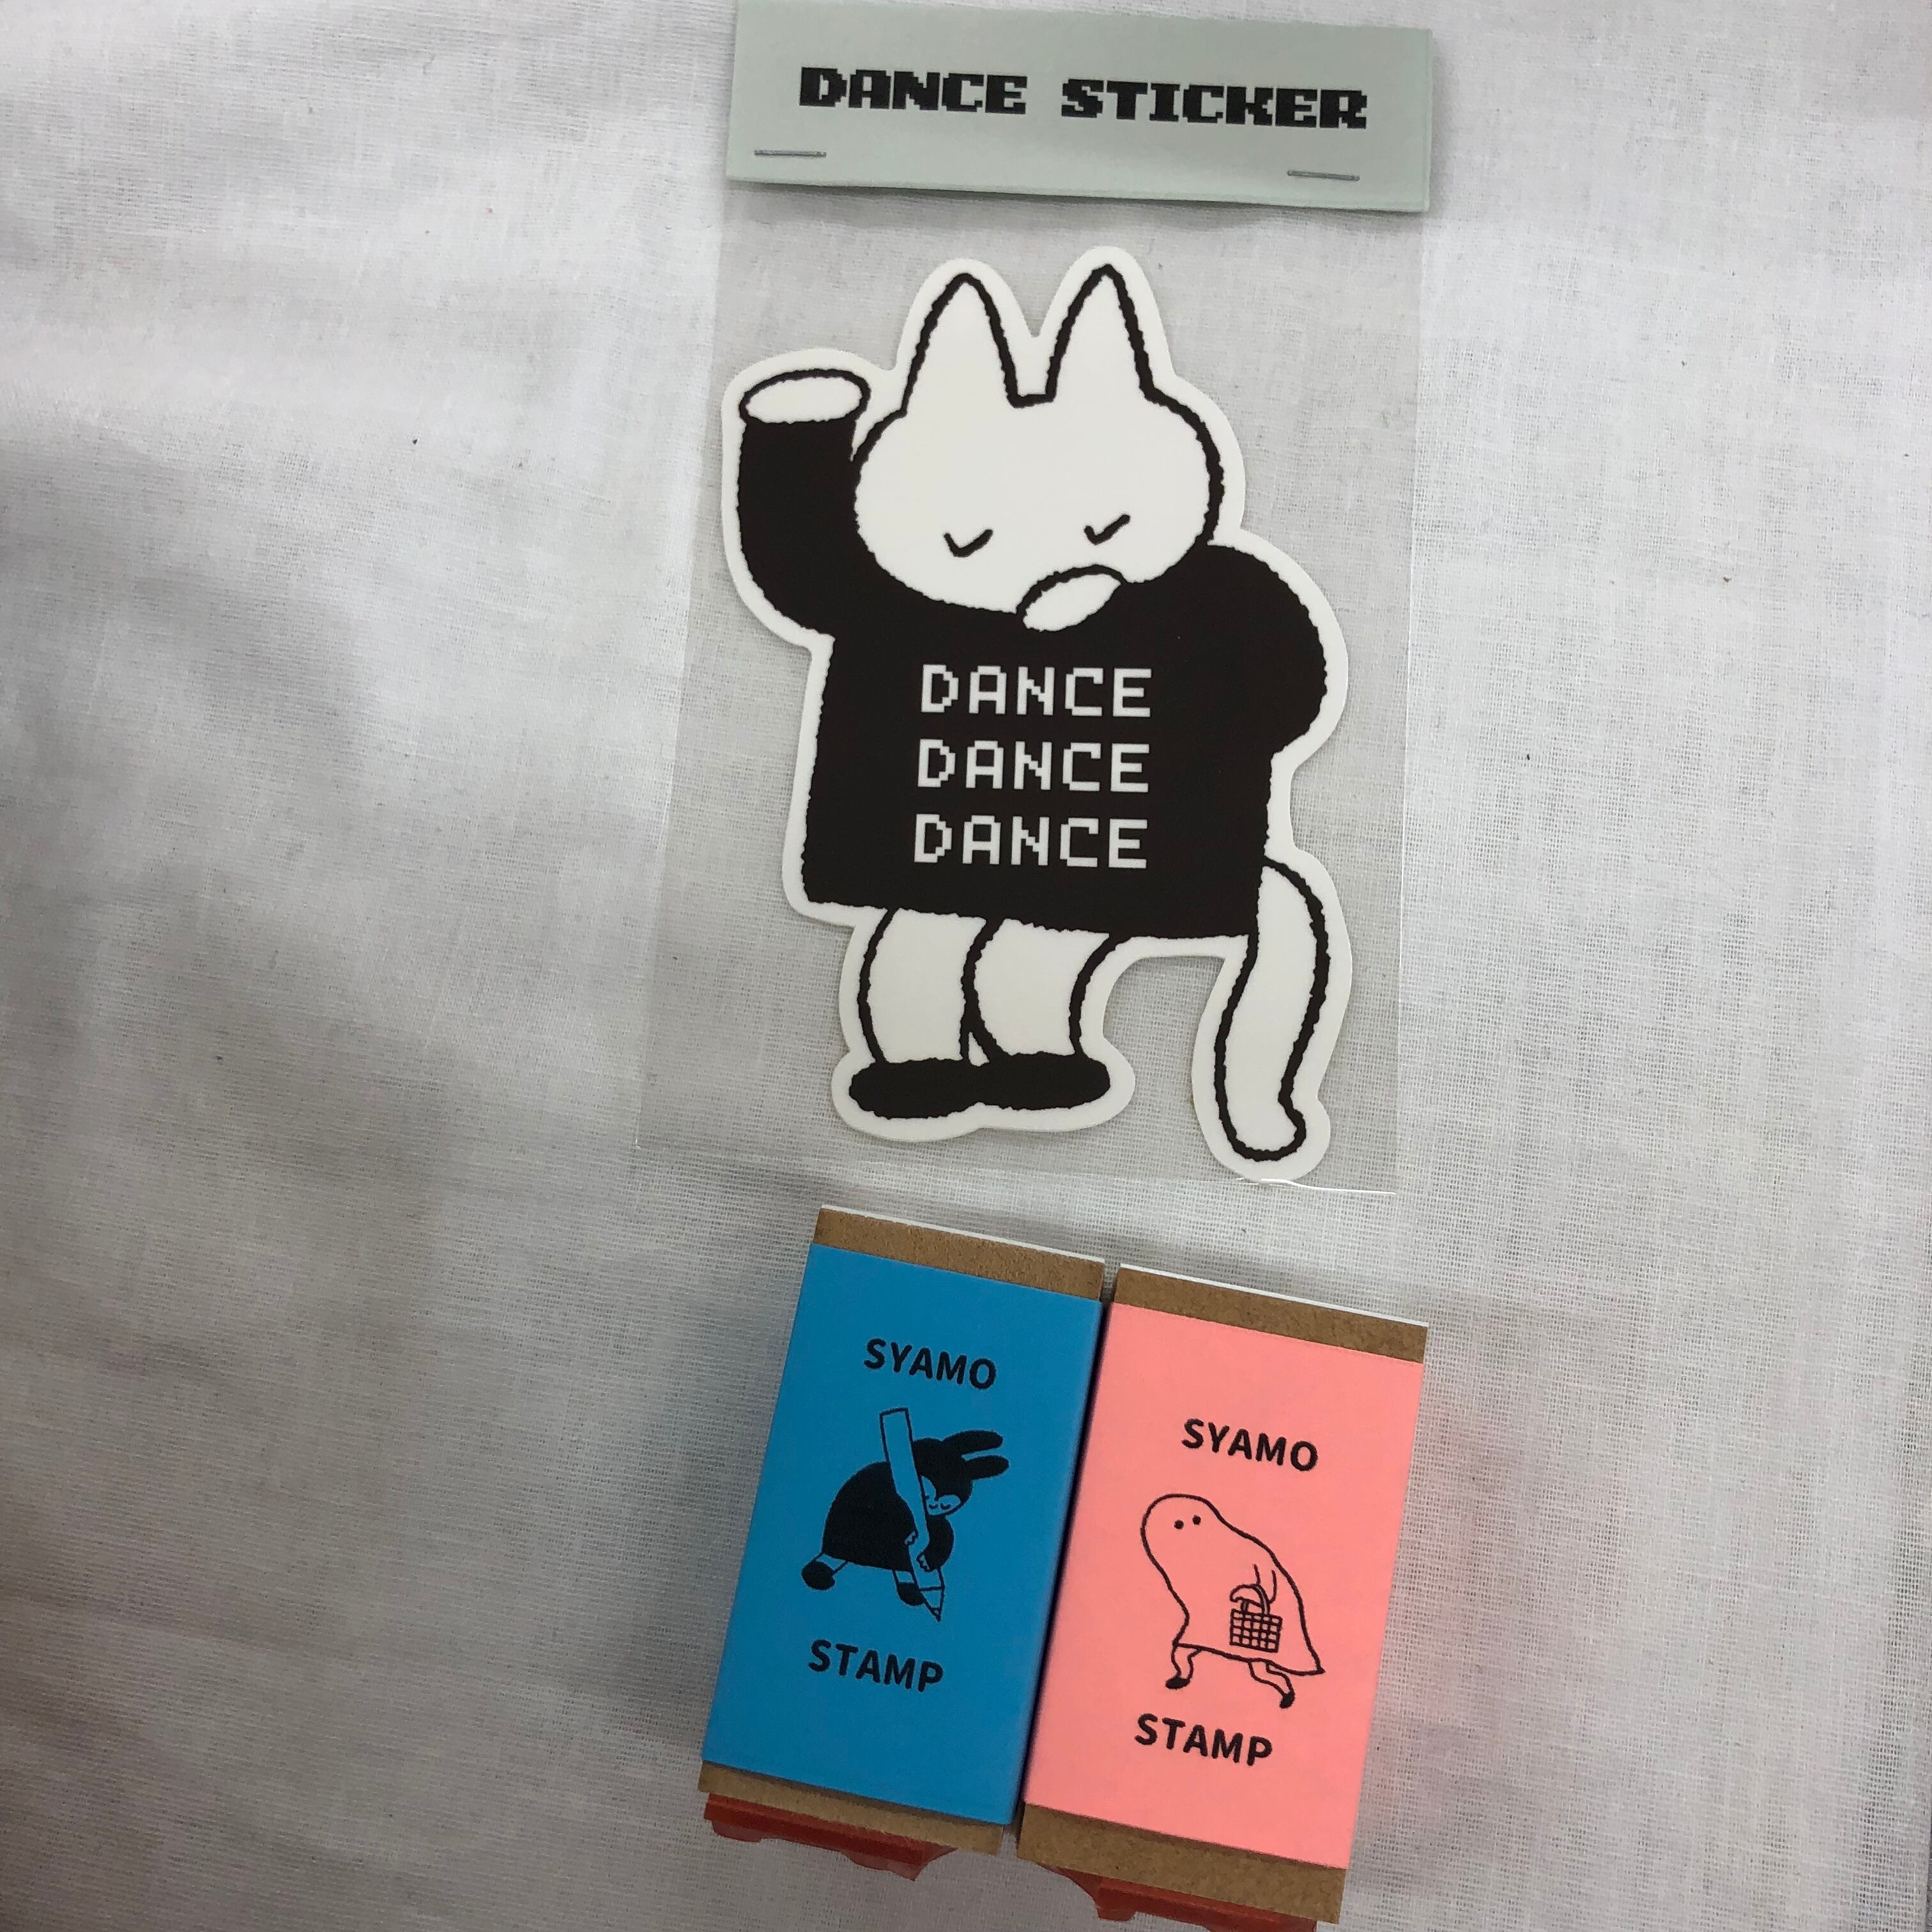 DANCE STICKER
DANCE
DANCE
DANCE
SYAMO
STAMP
SYAMO
STAMP